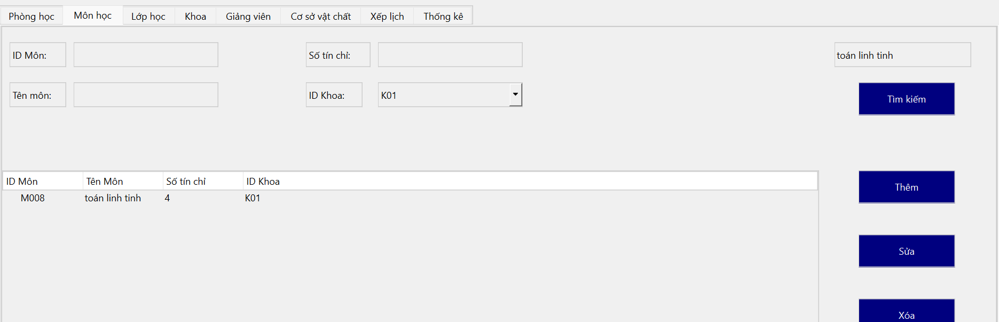 Phòng học Môn học Lớp học Khoa Giảng viên Cơ sở vật chất Xếp lịch Thống kê
ID Môn: Số tín chỉ: toán linh tinh
Tên môn: ID Khoa: K01 Tìm kiếm
ID Môn Tên Môn Số tín chỉ ID Khoa
M008 toán linh tinh 4 K01
Thêm
Sửa
Xóa